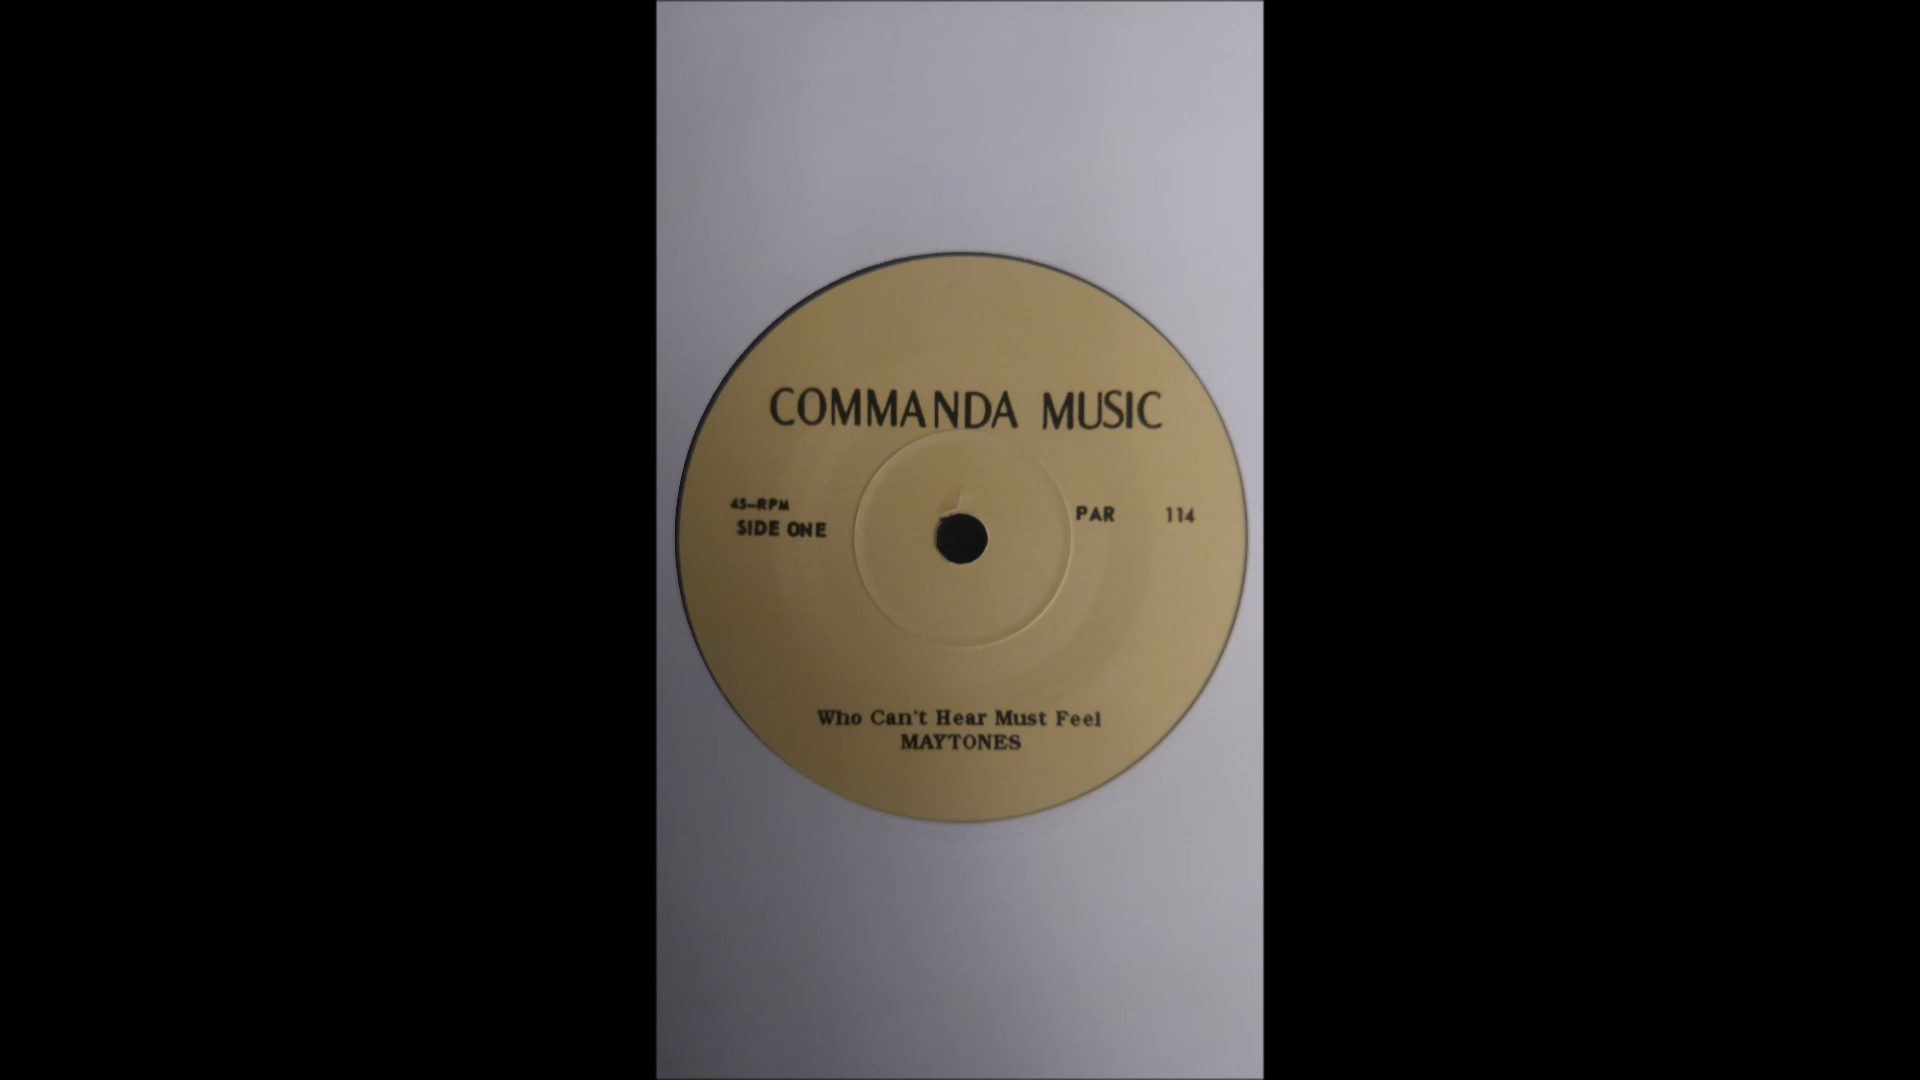 COMMANDA MUSIC
45-RPM
SIDE ONE
PAR 114
Who Can't Hear Must Feel
MAYTONES